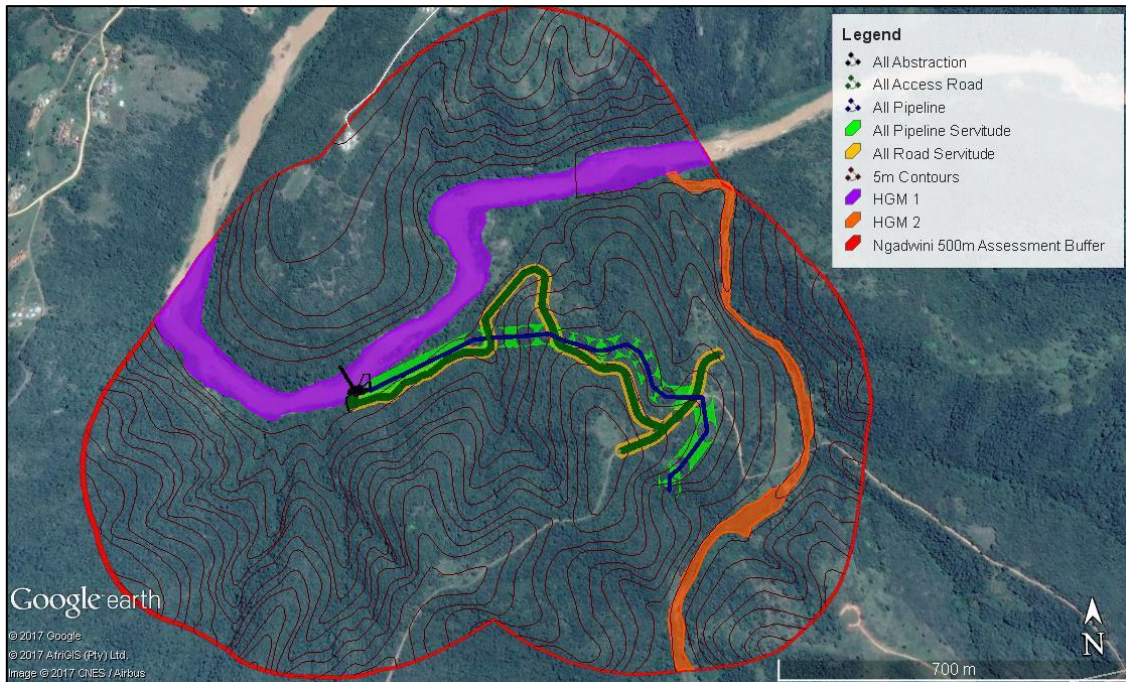 Legend
All Abstraction
All Access Road
All Pipeline
All Pipeline Servitude
All Road Servitude
5m Contours
HGM 1
HGM 2
Ngadwini 500m Assessment Buffer
Google earth
© 2017 Google
© 2017 AfriGIS (Pty) Ltd.
Image © 2017 CNES / Airbus
N
700 m